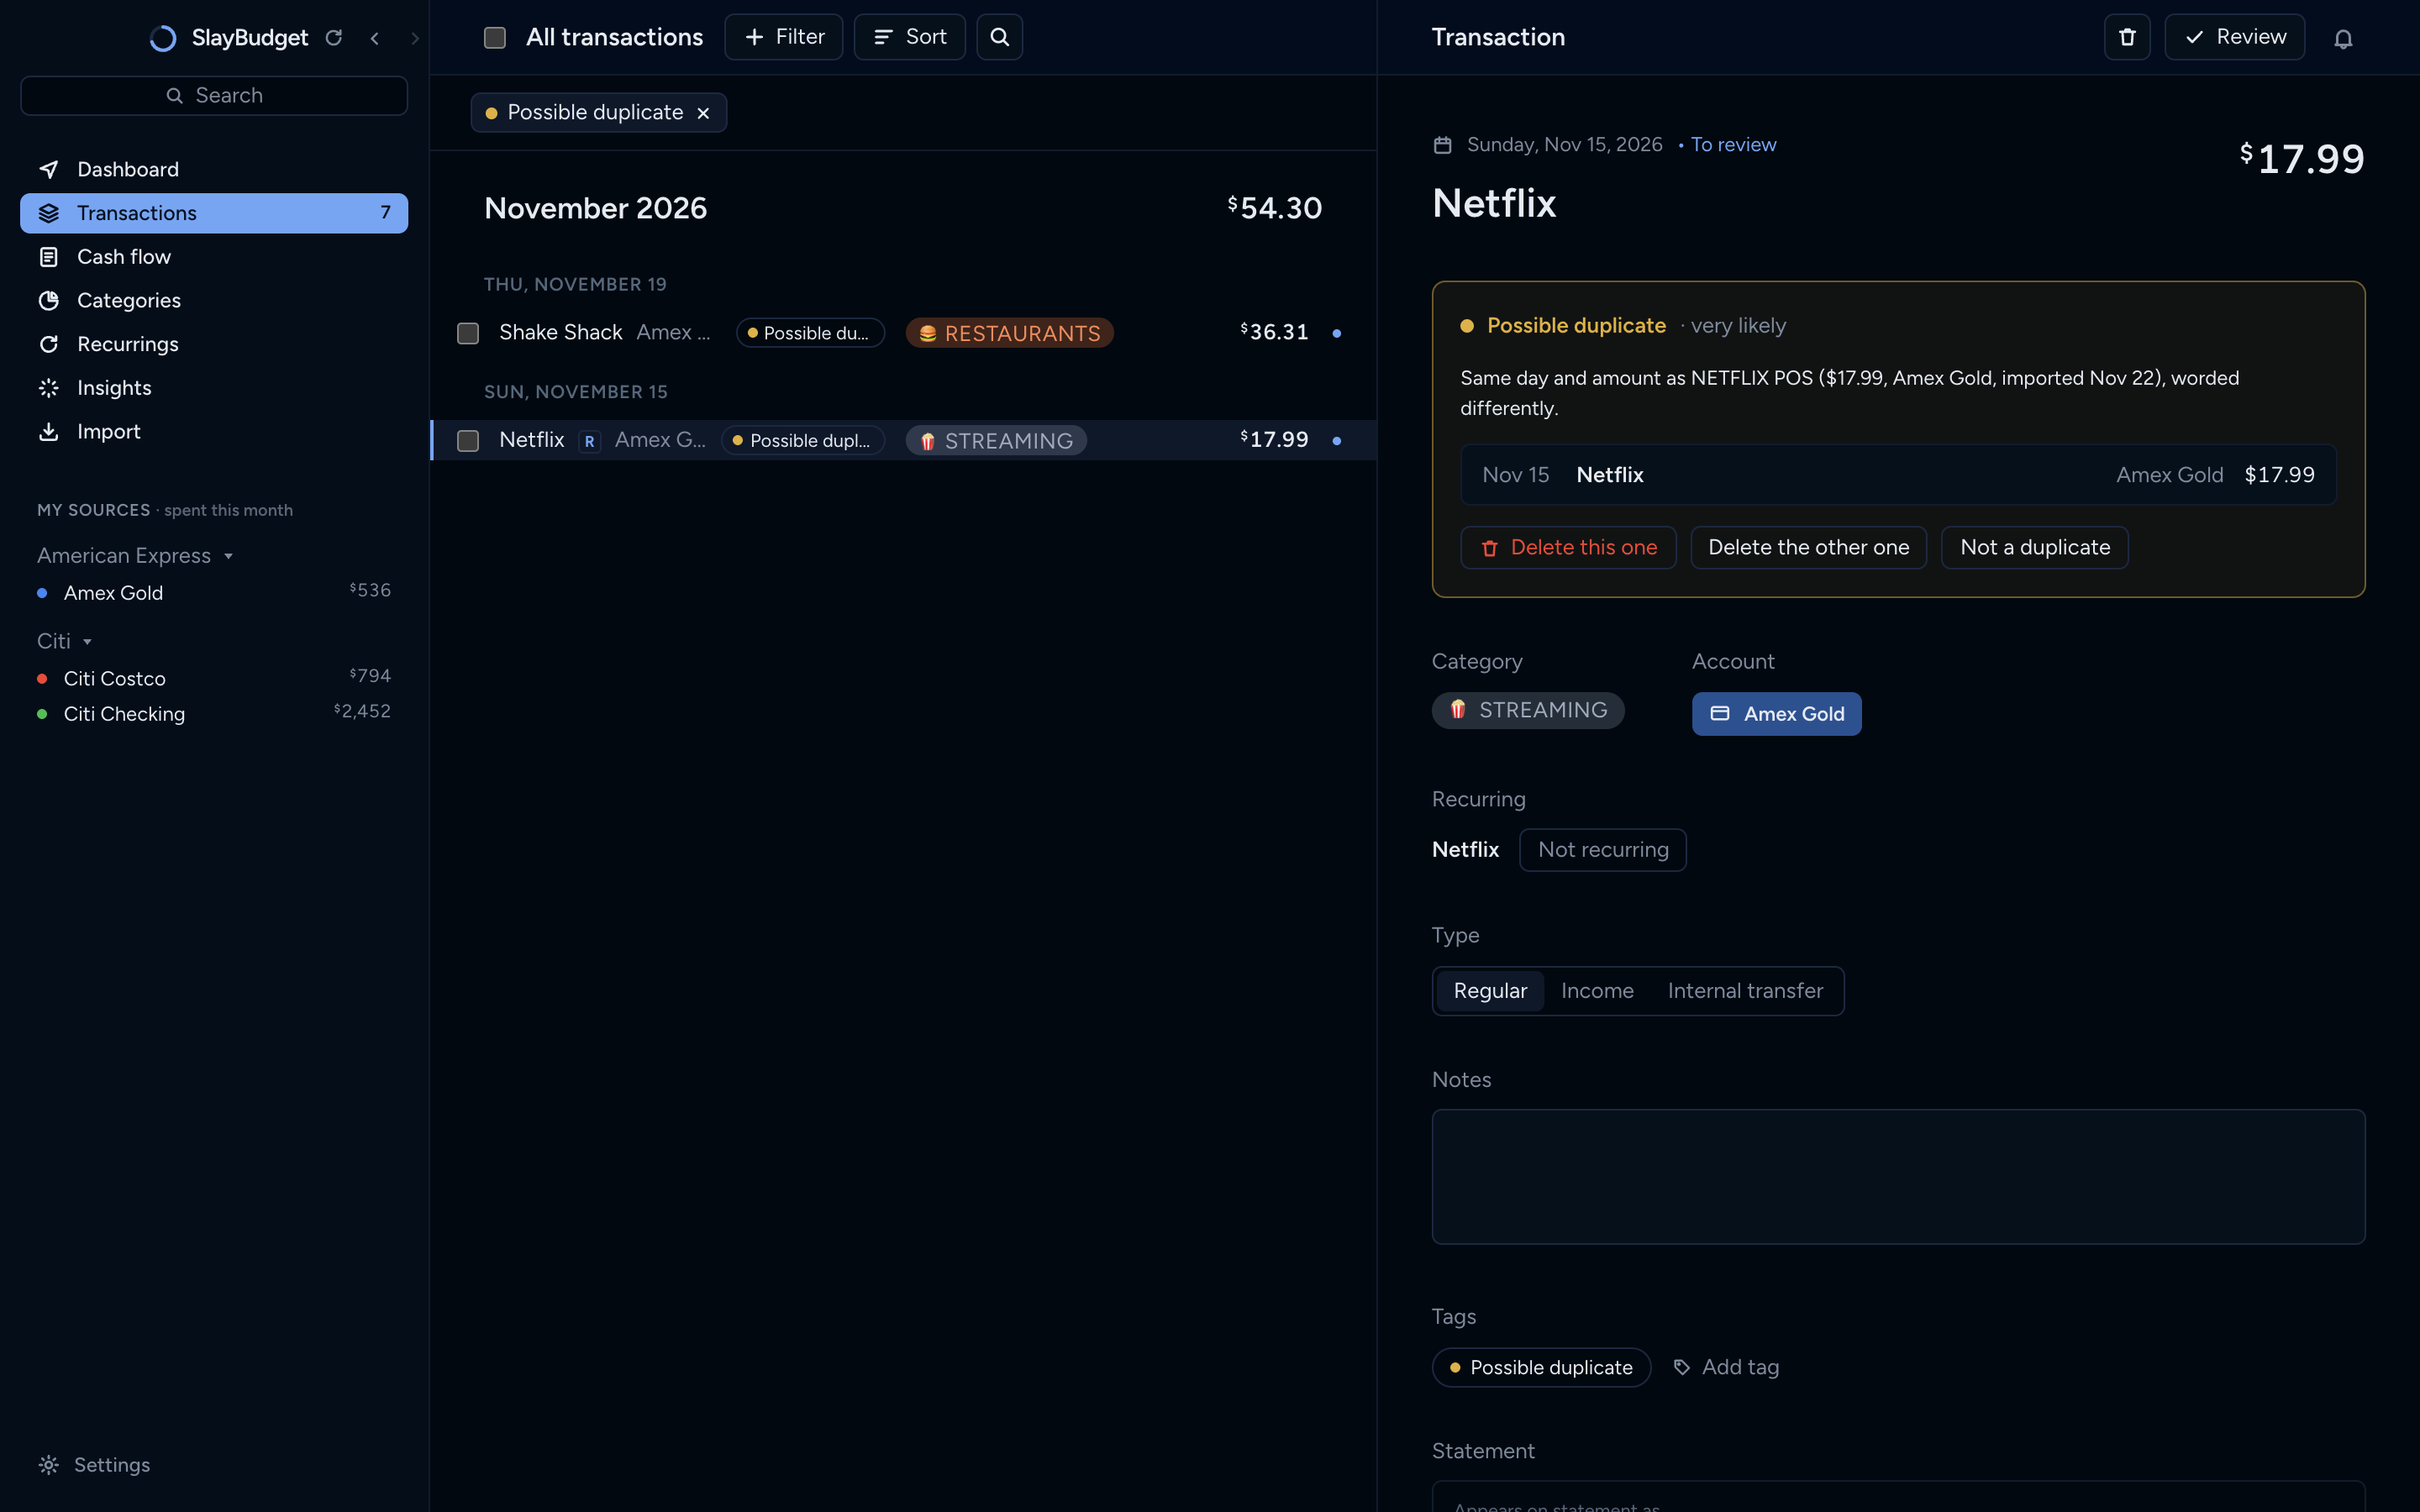 SlayBudget
Search
Dashboard
Transactions 7
Cash flow
Categories
Recurrings
Insights
Import
MY SOURCES · spent this month
American Express
Amex Gold $536
Citi
Citi Costco $794
Citi Checking $2,452
Settings
All transactions Filter Sort
Possible duplicate
November 2026 $54.30
THU, NOVEMBER 19
Shake Shack Amex ... Possible du... RESTAURANTS $36.31
SUN, NOVEMBER 15
Netflix R Amex G... Possible dupl... STREAMING $17.99
Transaction Review
Sunday, Nov 15, 2026 • To review
$17.99
Netflix
Possible duplicate · very likely
Same day and amount as NETFLIX POS ($17.99, Amex Gold, imported Nov 22), worded
differently.
Nov 15 Netflix Amex Gold $17.99
Delete this one Delete the other one Not a duplicate
Category Account
STREAMING Amex Gold
Recurring
Netflix Not recurring
Type
Regular Income Internal transfer
Notes
Tags
Possible duplicate Add tag
Statement
Appears on statement as